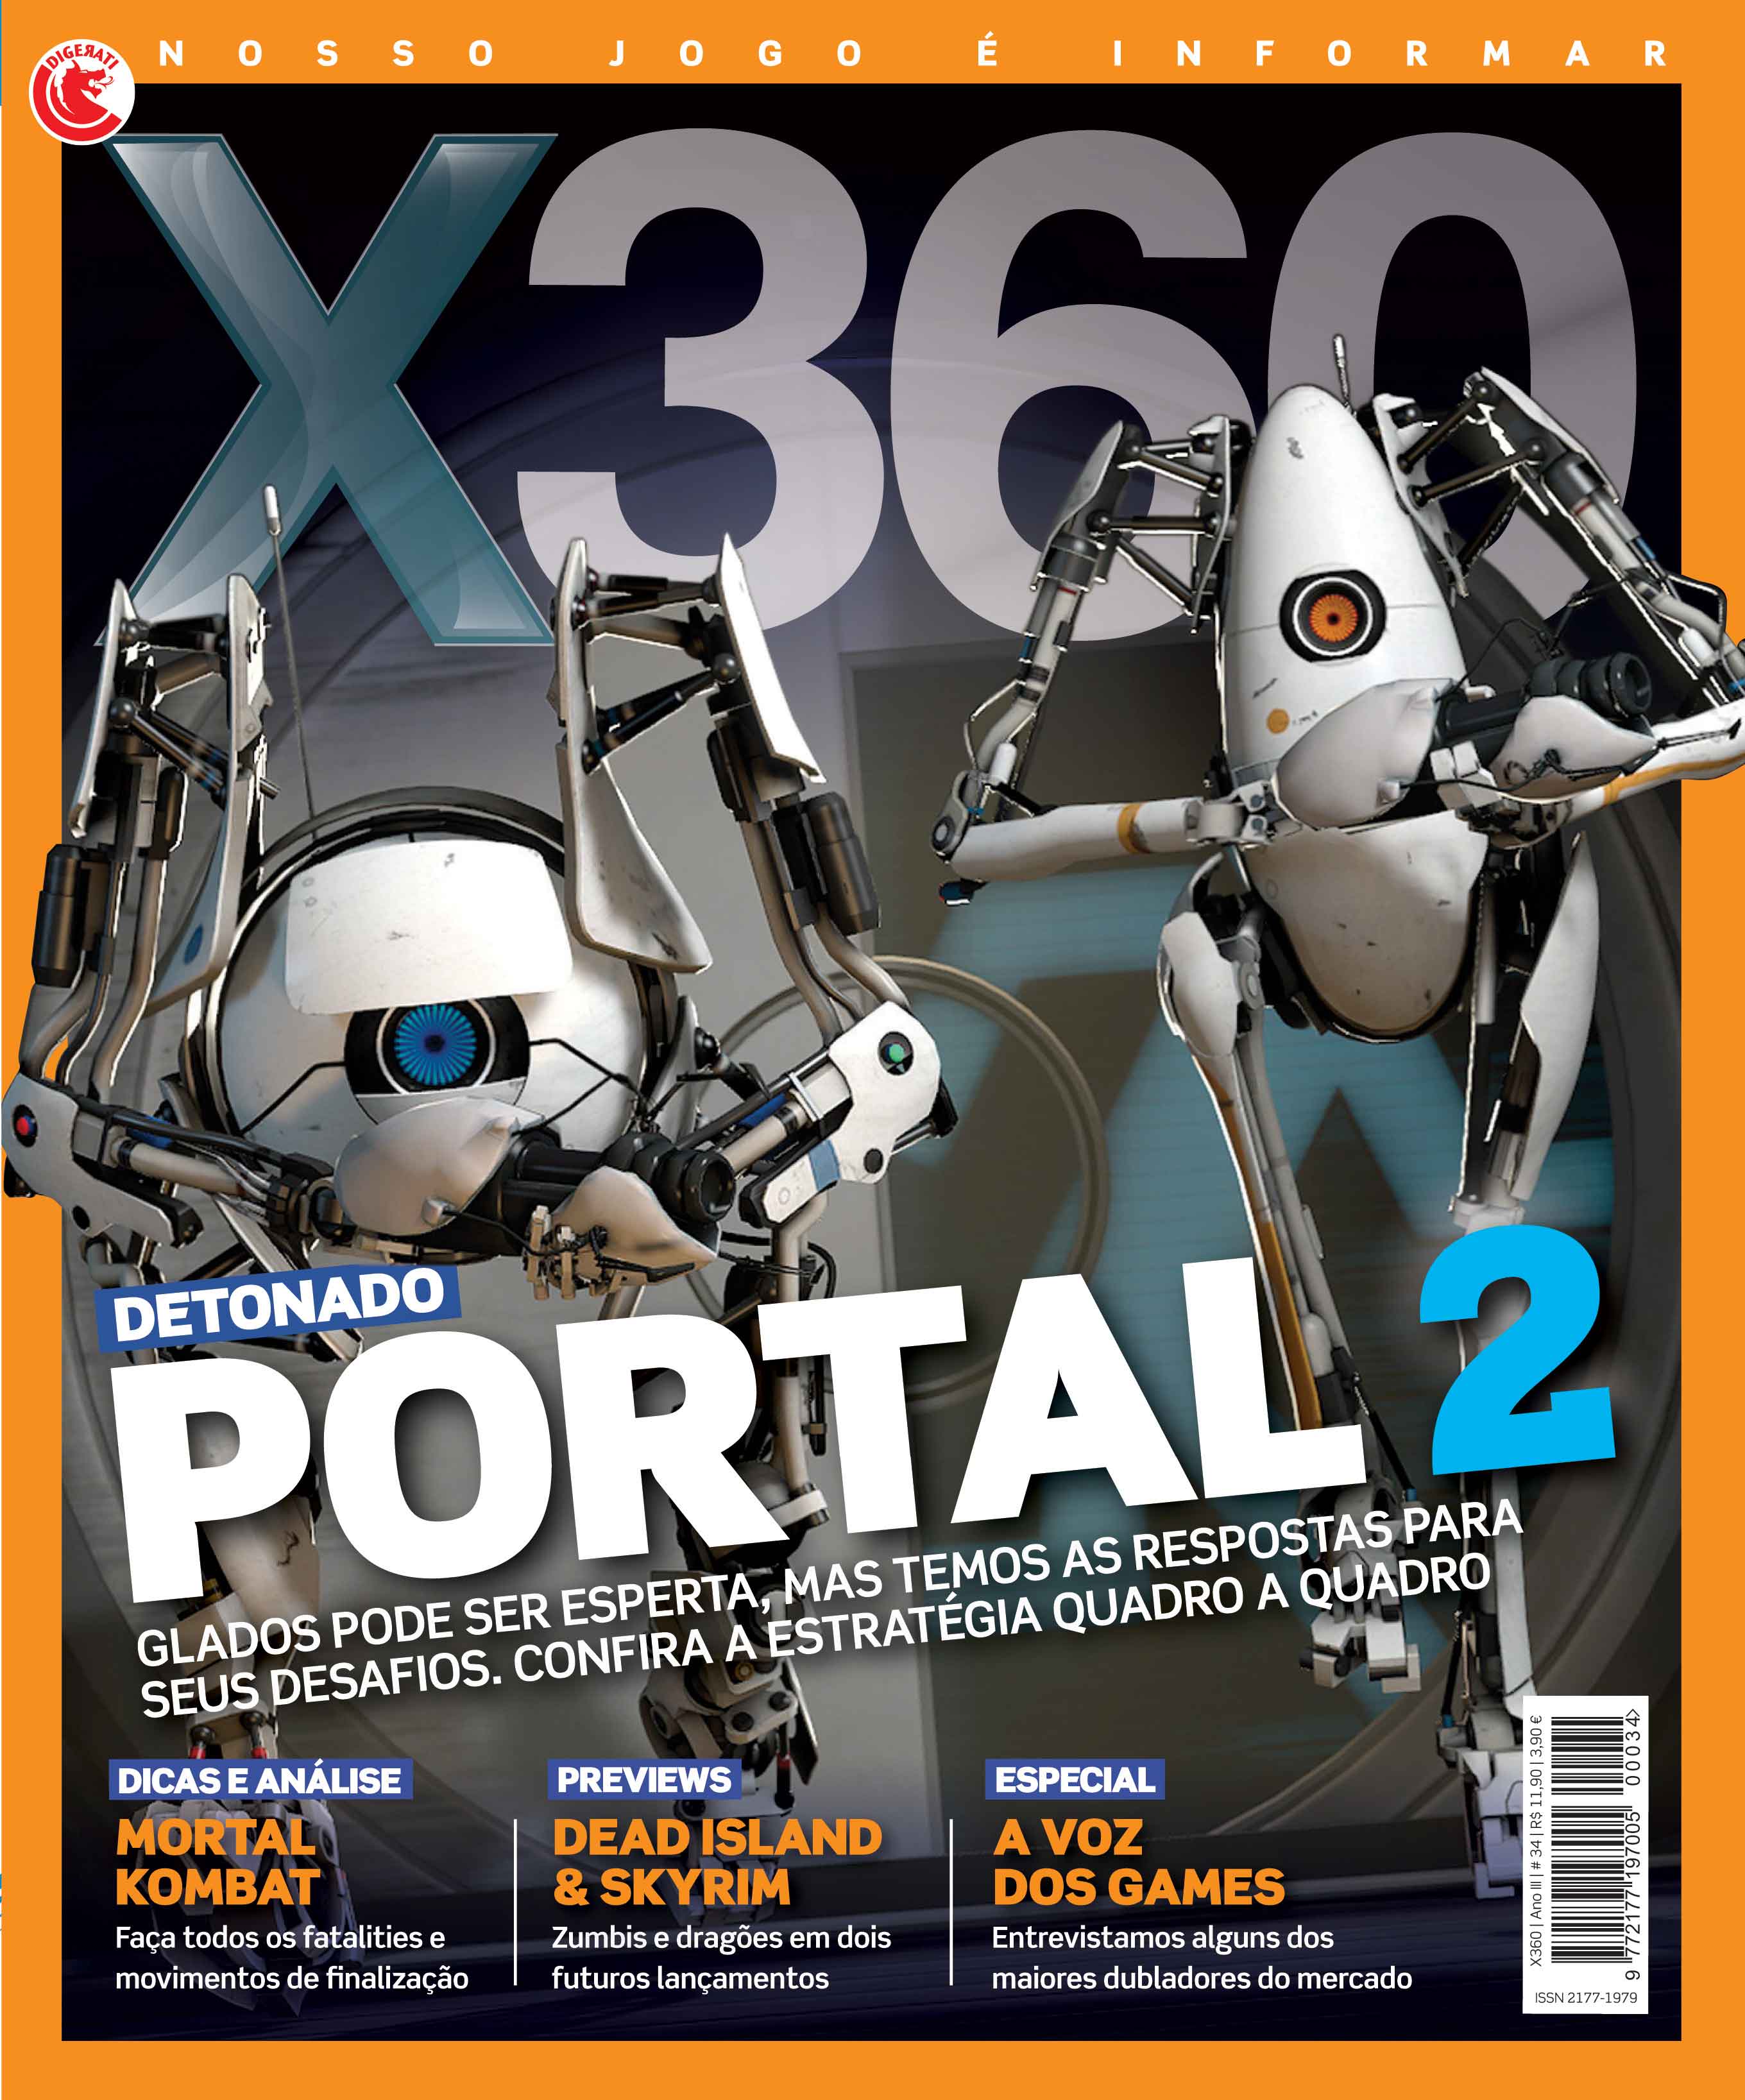 NOSSO JOGO É INFORMAR
DIGERATI
X360
DETONADO
PORTAL 2
GLADOS PODE SER ESPERTA, MAS TEMOS AS RESPOSTAS PARA
SEUS DESAFIOS. CONFIRA A ESTRATÉGIA QUADRO A QUADRO
DICAS E ANÁLISE
MORTAL
KOMBAT
Faça todos os fatalities e
movimentos de finalização
PREVIEWS
DEAD ISLAND
& SKYRIM
Zumbis e dragões em dois
futuros lançamentos
ESPECIAL
A VOZ
DOS GAMES
Entrevistamos alguns dos
maiores dubladores do mercado
X360 | Ano III | # 34 | R$ 11,90 | 3,90 €
9 772177 197005 00034>
ISSN 2177-1979